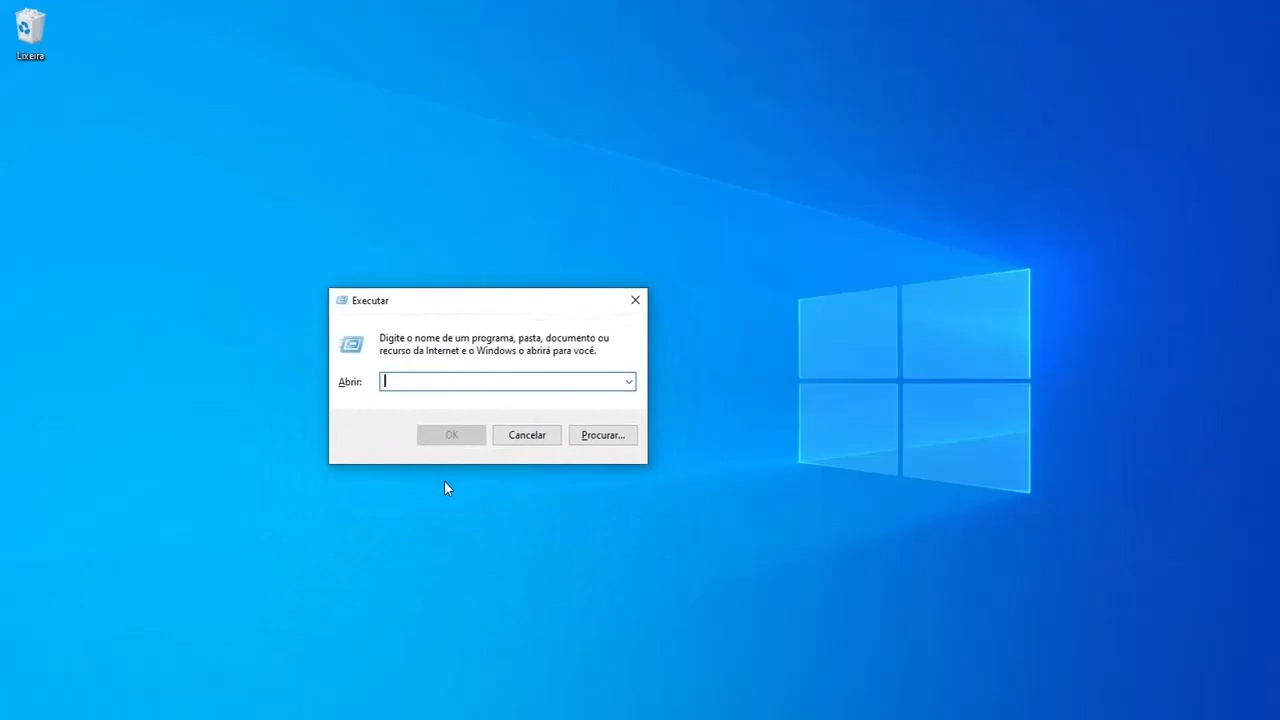 Lixeira
Executar
Digite o nome de um programa, pasta, documento ou
recurso da Internet e o Windows o abrirá para você.
Abrir:
OK
Cancelar
Procurar...